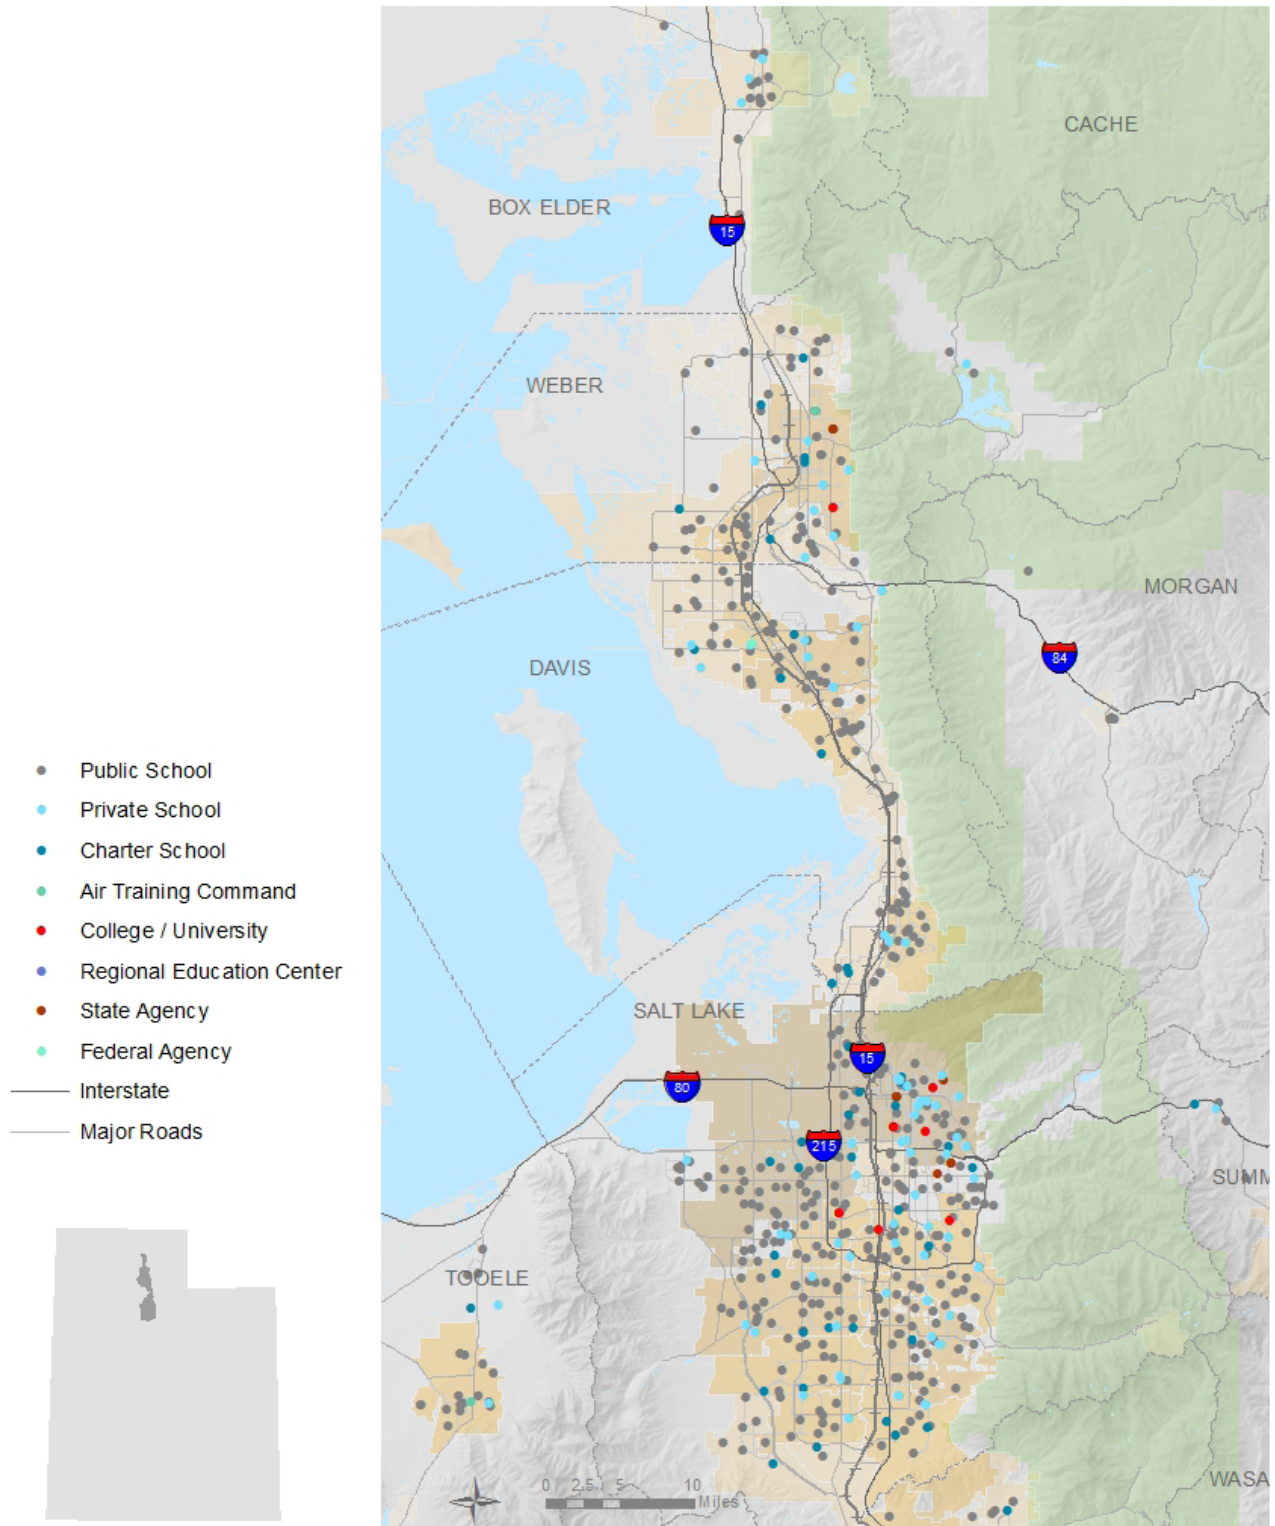 CACHE
BOX ELDER
15
WEBER
MORGAN
84
DAVIS
Public School
Private School
Charter School
Air Training Command
College / University
Regional Education Center
State Agency
Federal Agency
Interstate
Major Roads
SALT LAKE
15
80
215
SUMM
TOOELE
WASA
0 2.5 5 10
Miles